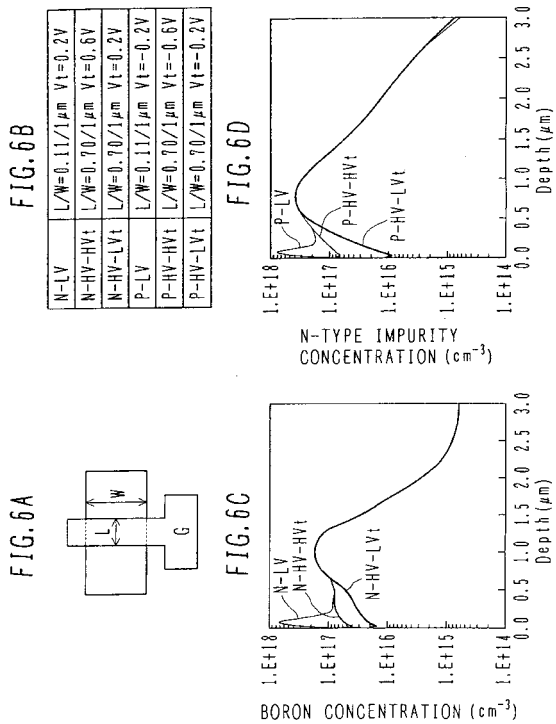 FIG.6A
L
W
G
FIG.6B
N-LV L/W=0.11/1μm Vt=0.2V
N-HV-HVt L/W=0.70/1μm Vt=0.6V
N-HV-LVt L/W=0.70/1μm Vt=0.2V
P-LV L/W=0.11/1μm Vt=-0.2V
P-HV-HVt L/W=0.70/1μm Vt=-0.6V
P-HV-LVt L/W=0.70/1μm Vt=-0.2V
FIG.6C
BORON CONCENTRATION (cm-3)
1.E+18
1.E+17
1.E+16
1.E+15
1.E+14
N-LV
N-HV-HVt
N-HV-LVt
0.0 0.5 1.0 1.5 2.0 2.5 3.0
Depth(μm)
FIG.6D
N-TYPE IMPURITY
CONCENTRATION (cm-3)
1.E+18
1.E+17
1.E+16
1.E+15
1.E+14
P-LV
P-HV-HVt
P-HV-LVt
0.0 0.5 1.0 1.5 2.0 2.5 3.0
Depth(μm)